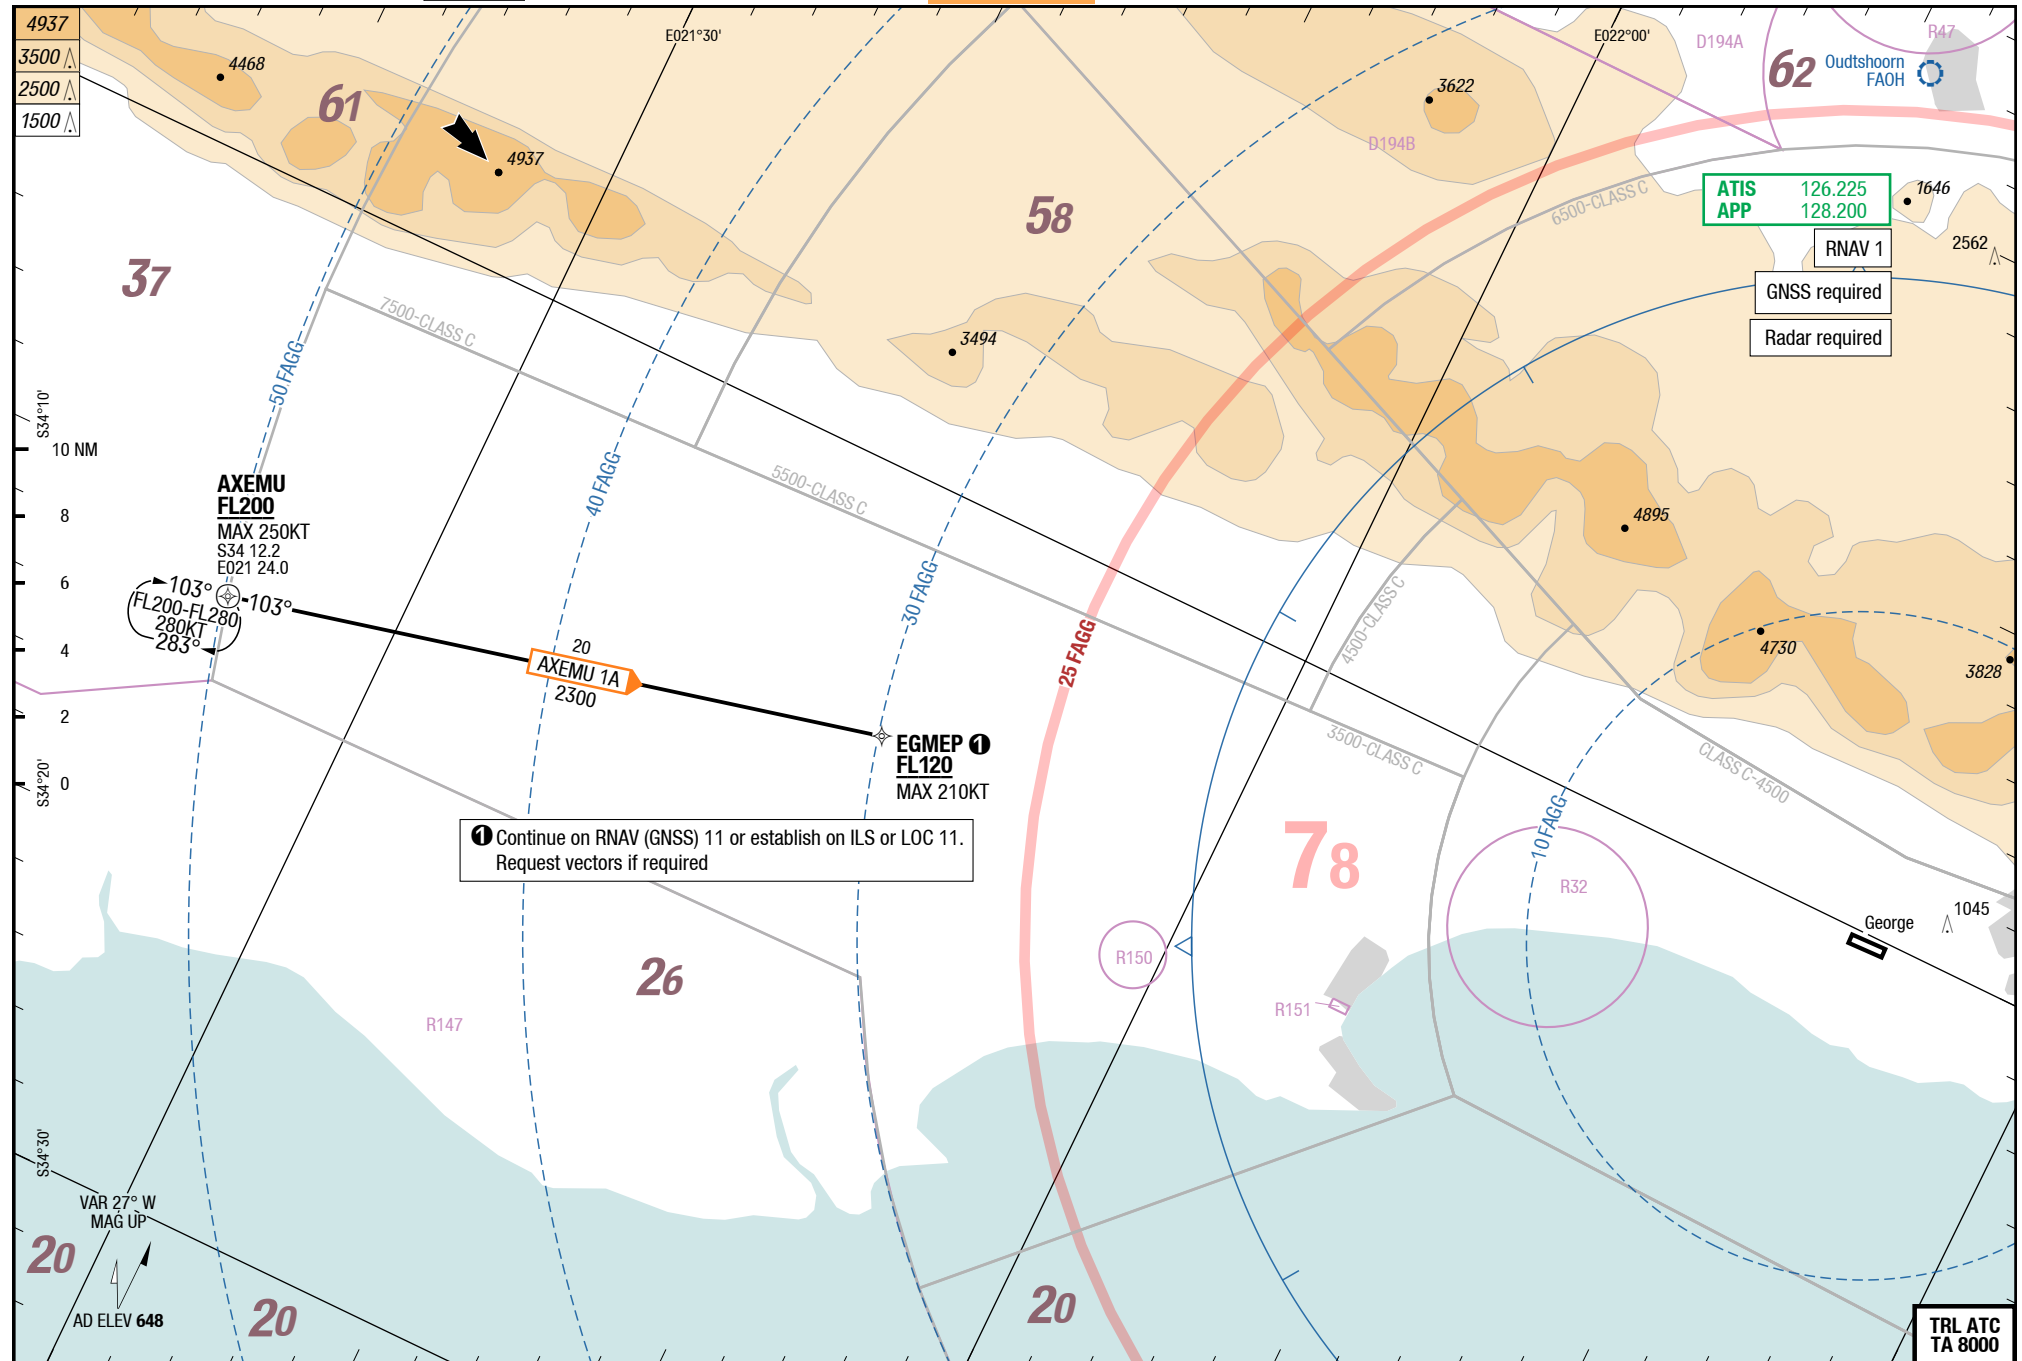 4937
3500
2500
1500
4468
61
4937
E021°30'
3622
D194B
E022°00'
D194A
R47
62
Oudtshoorn
FAOH
58
6500-CLASS C
ATIS 126.225
APP 128.200
1646
RNAV 1
2562
GNSS required
Radar required
37
7500-CLASS C
3494
50 FAGG
S34°10'
10 NM
8
6
4
2
0
S34°20'
AXEMU
FL200
MAX 250KT
S34 12.2
E021 24.0
103°
103°
FL200-FL280
280KT
283°
40 FAGG
5500-CLASS C
4895
30 FAGG
4500-CLASS C
25 FAGG
4730
3828
20
AXEMU 1A
2300
EGMEP 1
FL120
MAX 210KT
3500-CLASS C
CLASS C-4500
1 Continue on RNAV (GNSS) 11 or establish on ILS or LOC 11.
Request vectors if required
78
10 FAGG
R32
George
1045
R150
26
R151
R147
S34°30'
VAR 27° W
MAG UP
20
AD ELEV 648
20
20
TRL ATC
TA 8000